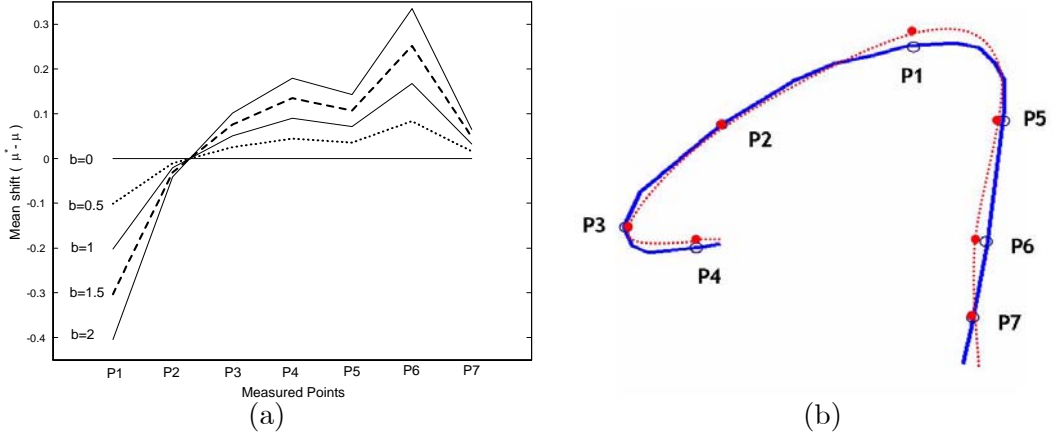 0.3
0.2
0.1
0
-0.1
-0.2
-0.3
-0.4
Mean shift ( μ* - μ )
b=0
b=0.5
b=1
b=1.5
b=2
P1 P2 P3 P4 P5 P6 P7
Measured Points
(a)
P1
P2
P3
P4
P5
P6
P7
(b)